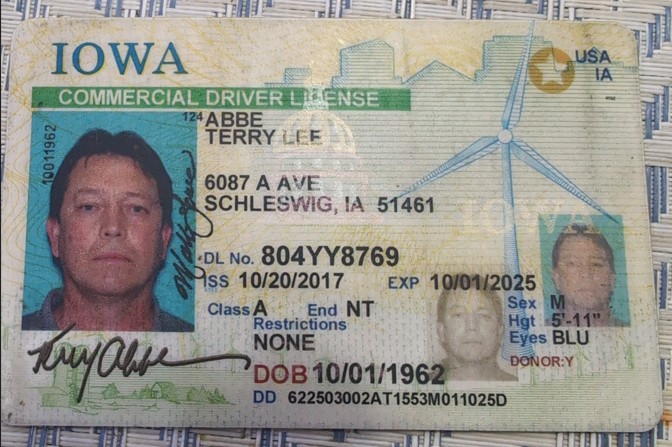 IOWA
USA
IA
COMMERCIAL DRIVER LICENSE
10011962
124 ABBE
TERRY LEE
6087 A AVE
SCHLESWIG, IA 51461
IOWA
DL No. 804YY8769
ISS 10/20/2017 EXP 10/01/2025
Class A End NT
Restrictions
NONE
Sex M
Hgt 5'-11"
Eyes BLU
DONOR:Y
DOB 10/01/1962
DD 622503002AT1553M011025D
Terry Abbe